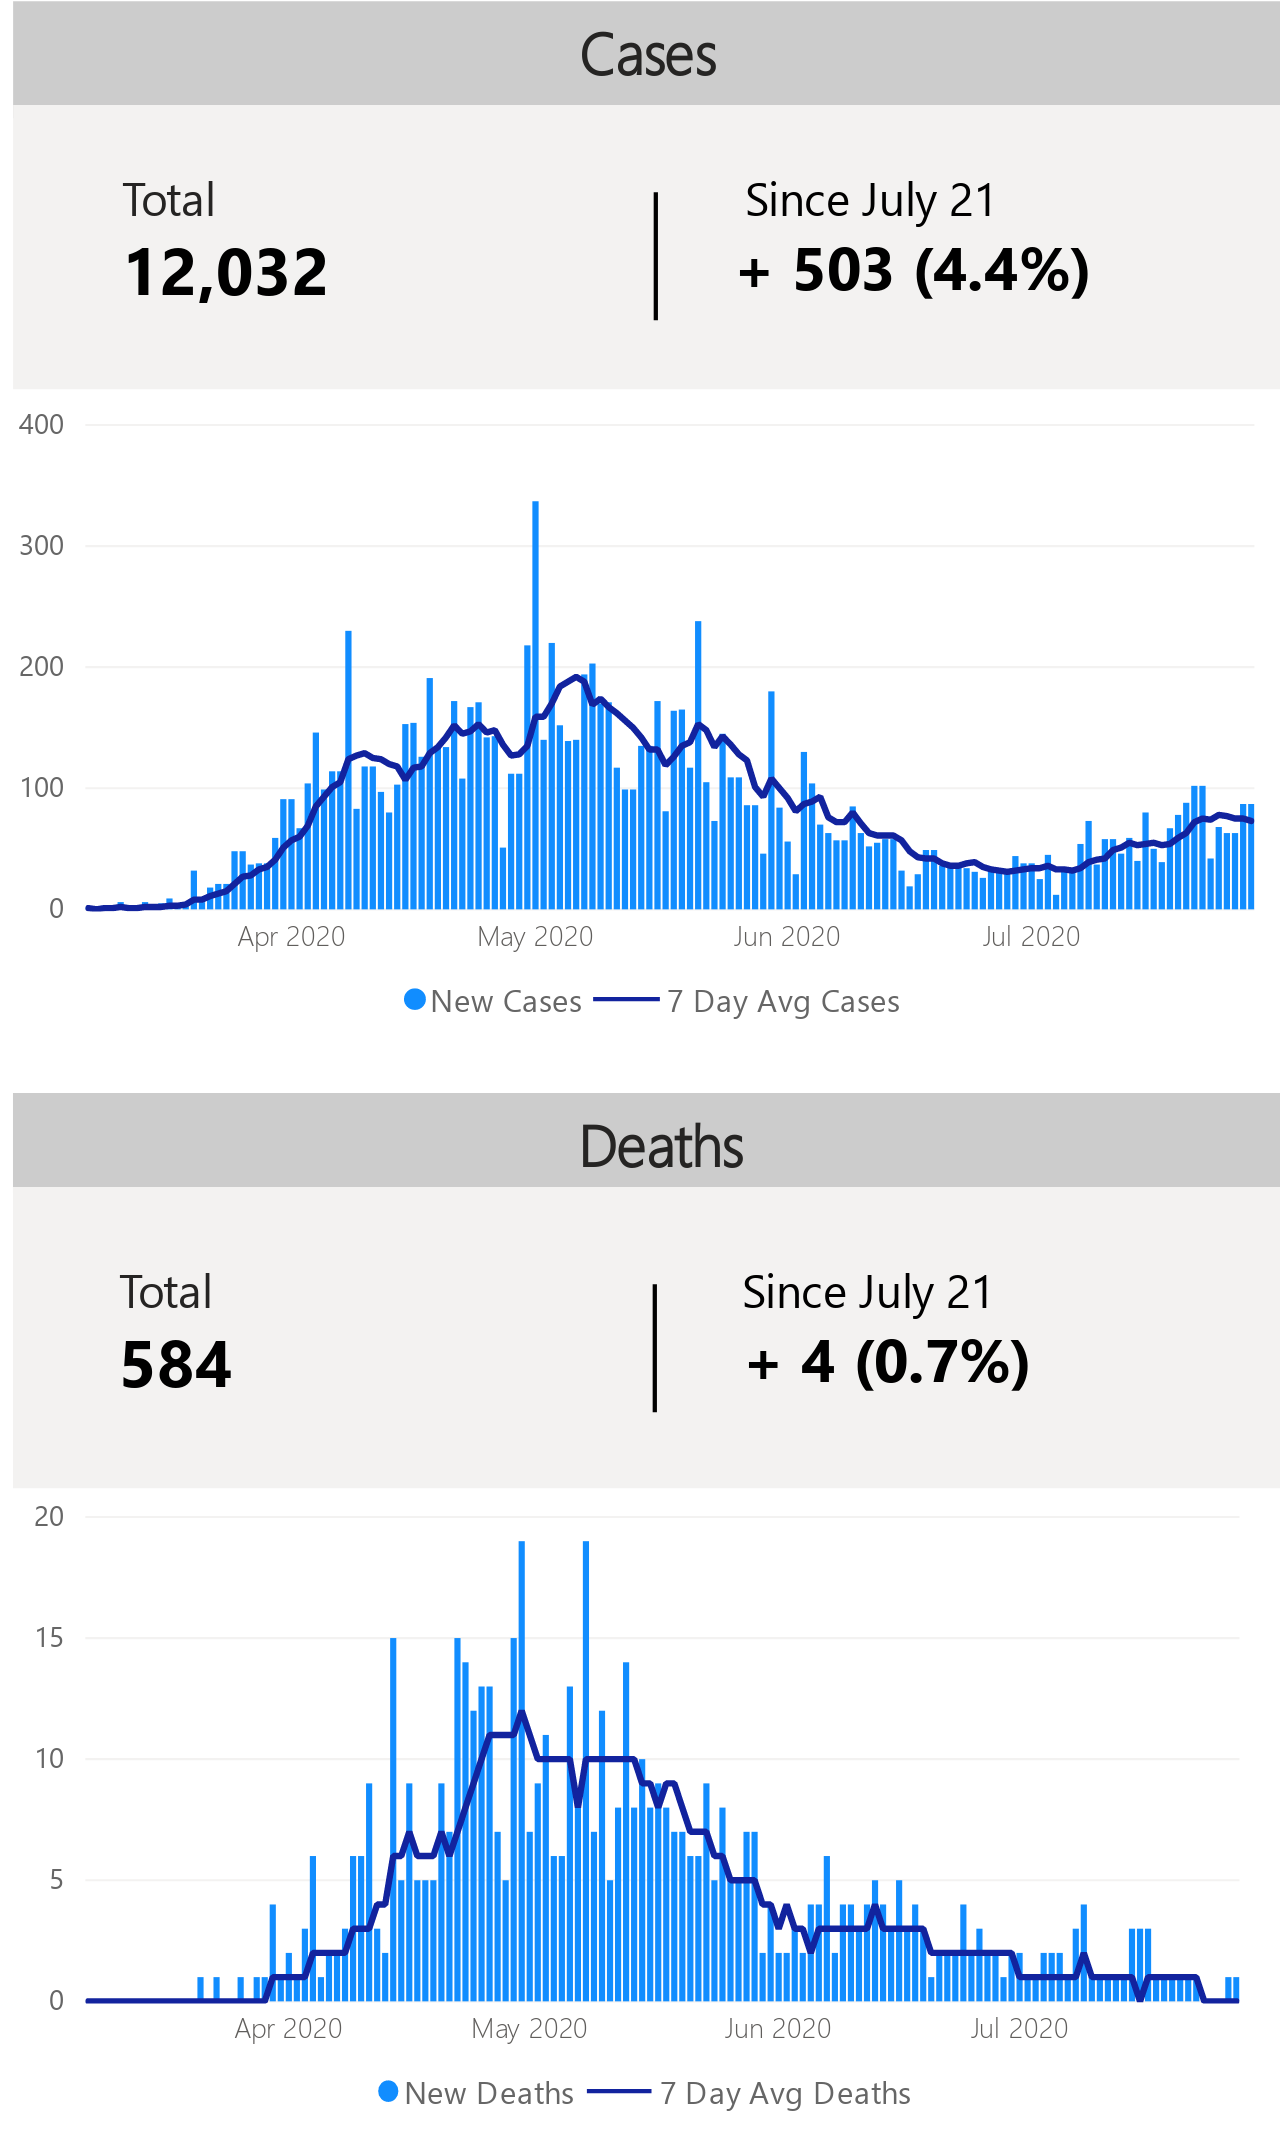 Cases
Total
Since July 21
12,032
+ 503 (4.4%)
400
300
200
100
0
Apr 2020
May 2020
Jun 2020
Jul 2020
New Cases
7 Day Avg Cases
Deaths
Total
Since July 21
584
+ 4 (0.7%)
20
15
10
5
0
Apr 2020
May 2020
Jun 2020
Jul 2020
New Deaths
7 Day Avg Deaths